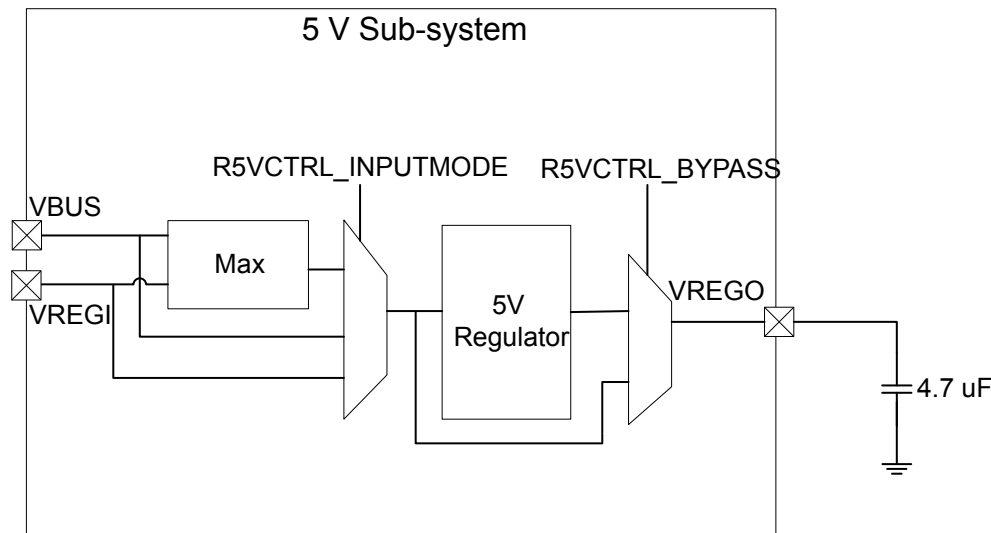 5 V Sub-system
R5VCTRL_INPUTMODE
R5VCTRL_BYPASS
VBUS
Max
VREGI
5V
Regulator
VREGO
4.7 uF